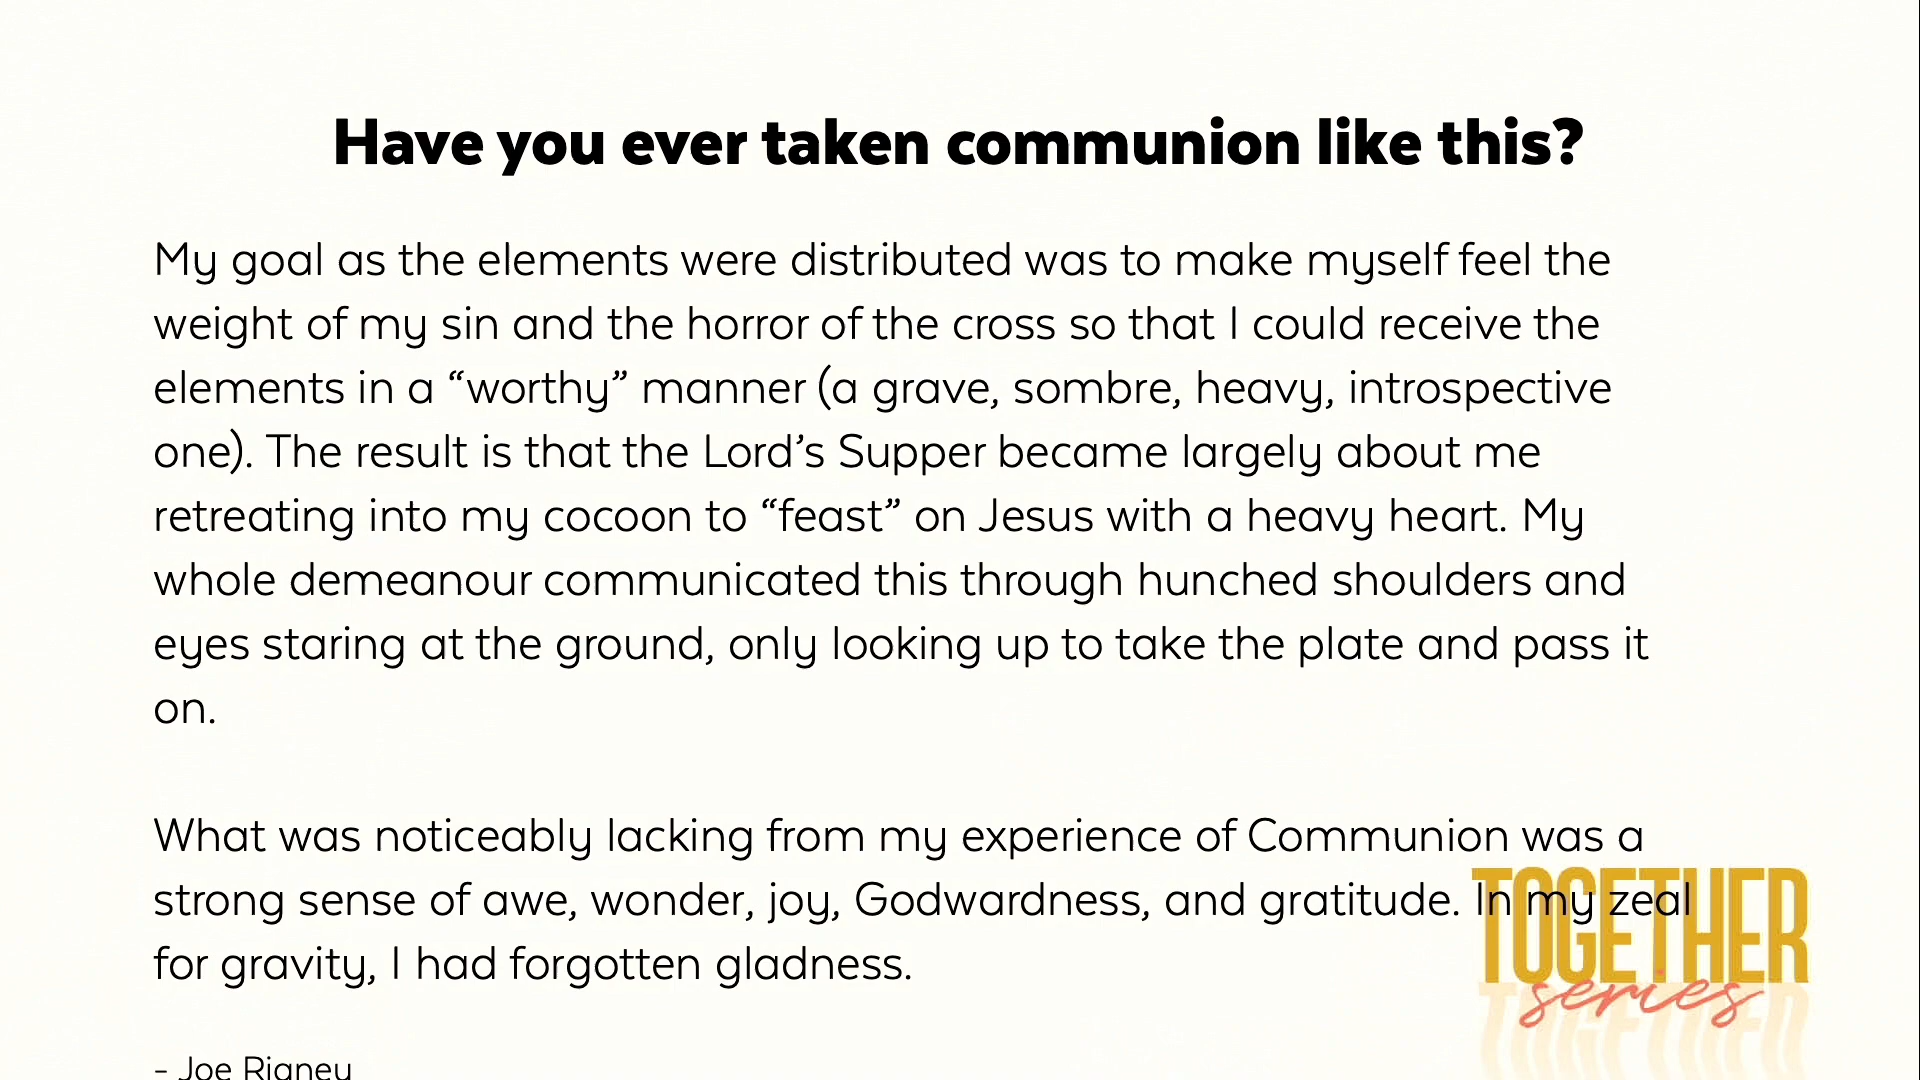 Have you ever taken communion like this?
My goal as the elements were distributed was to make myself feel the
weight of my sin and the horror of the cross so that I could receive the
elements in a “worthy” manner (a grave, sombre, heavy, introspective
one). The result is that the Lord’s Supper became largely about me
retreating into my cocoon to “feast” on Jesus with a heavy heart. My
whole demeanour communicated this through hunched shoulders and
eyes staring at the ground, only looking up to take the plate and pass it
on.
What was noticeably lacking from my experience of Communion was a
strong sense of awe, wonder, joy, Godwardness, and gratitude. In my zeal
for gravity, I had forgotten gladness.
- Joe Rigney
TOGETHER
series